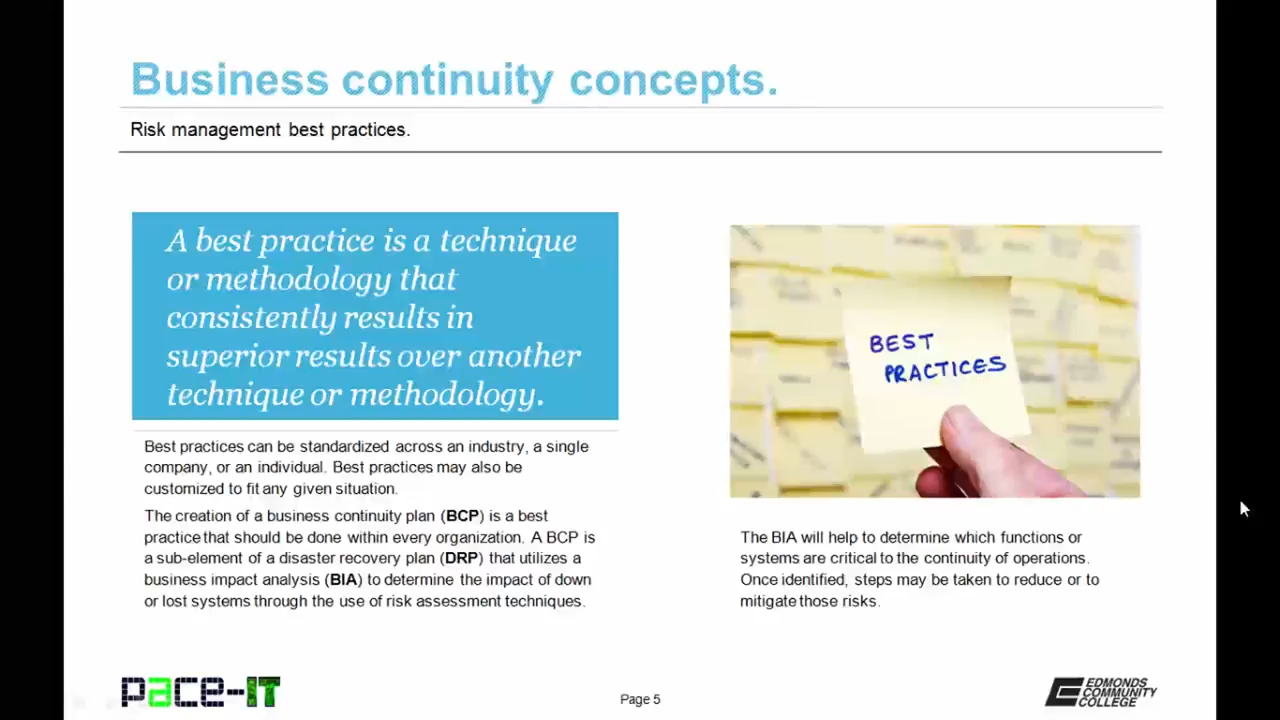 Business continuity concepts.
Risk management best practices.
A best practice is a technique
or methodology that
consistently results in
superior results over another
technique or methodology.
Best practices can be standardized across an industry, a single
company, or an individual. Best practices may also be
customized to fit any given situation.
The creation of a business continuity plan (BCP) is a best
practice that should be done within every organization. A BCP is
a sub-element of a disaster recovery plan (DRP) that utilizes a
business impact analysis (BIA) to determine the impact of down
or lost systems through the use of risk assessment techniques.
BEST
PRACTICES
The BIA will help to determine which functions or
systems are critical to the continuity of operations.
Once identified, steps may be taken to reduce or to
mitigate those risks.
pace-IT
Page 5
EDMONDS
COMMUNITY
COLLEGE